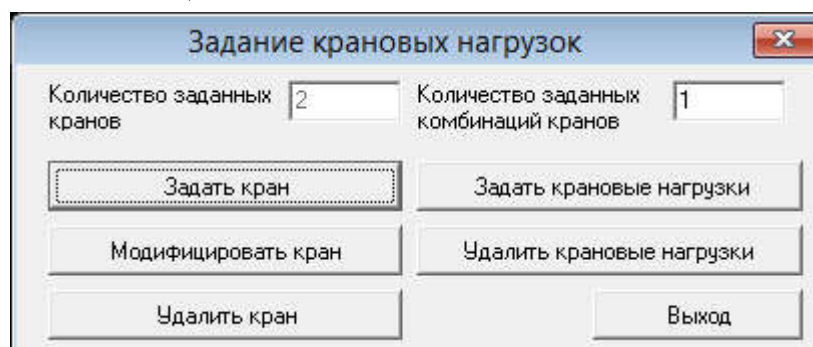 Задание крановых нагрузок
Количество заданных
кранов
2
Количество заданных
комбинаций кранов
1
Задать кран
Задать крановые нагрузки
Модифицировать кран
Удалить крановые нагрузки
Удалить кран
Выход